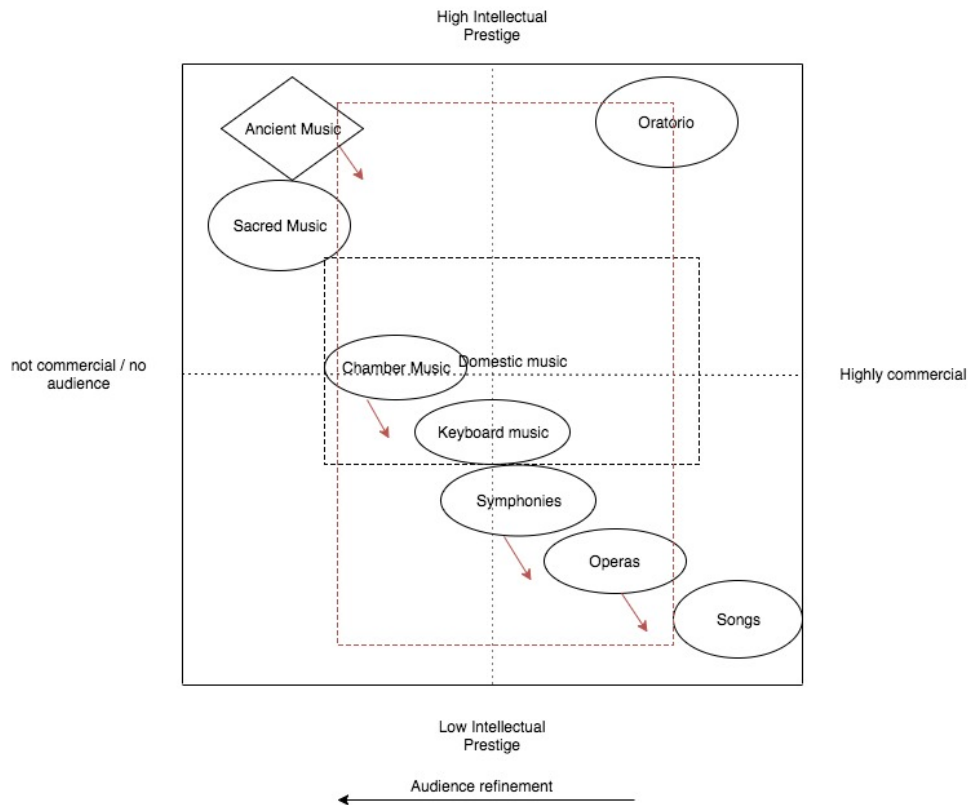 High Intellectual
Prestige
Ancient Music
Oratorio
Sacred Music
not commercial / no
audience
Chamber Music
Domestic music
Highly commercial
Keyboard music
Symphonies
Operas
Songs
Low Intellectual
Prestige
Audience refinement